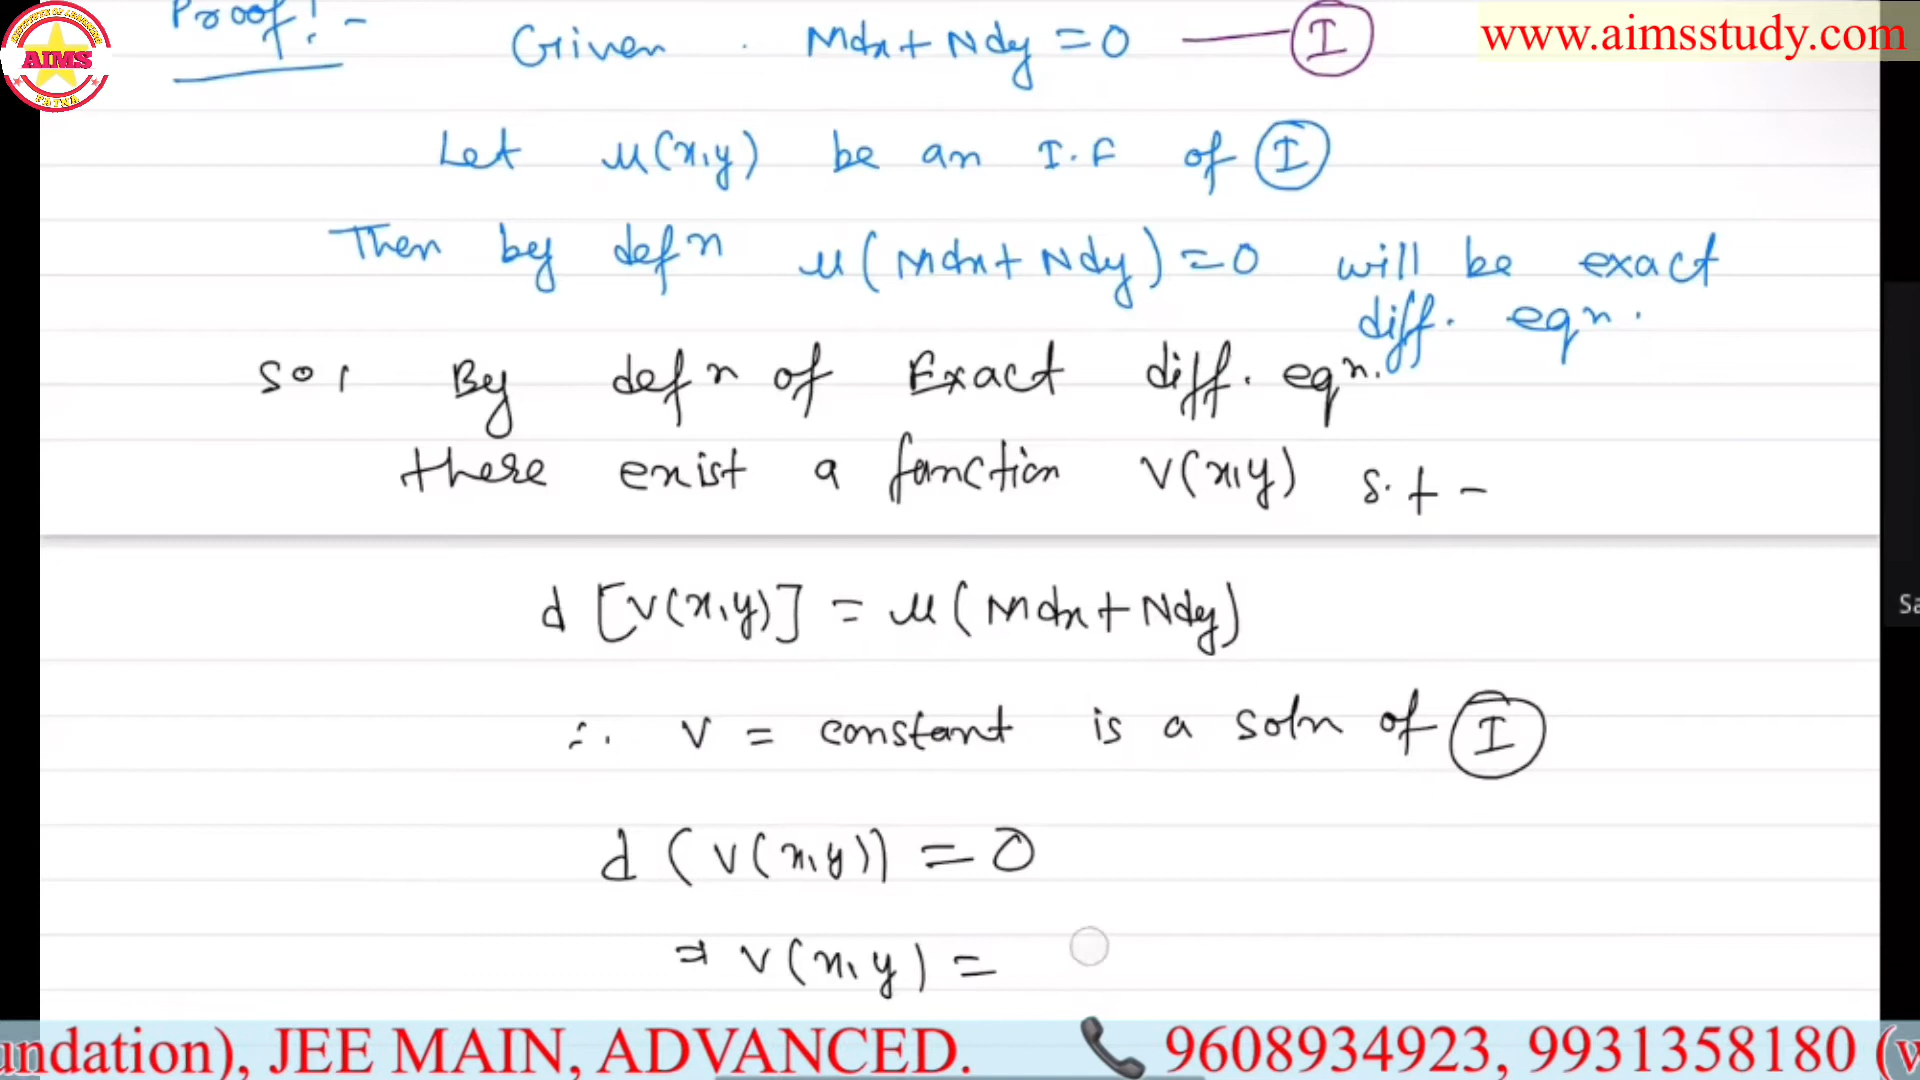 Proof! -
Given . Mdx + Ndy = 0 —— I
www.aimsstudy.com
AIMS
PATNA
Let μ(x,y) be an I.F of I
Then by defn μ(Mdx + Ndy) = 0 will be exact
diff. eqn.
So, By defn of Exact diff. eqn.
there exist a function V(x,y) s.t -
d [V(x,y)] = μ(Mdx + Ndy)
Sa
∴ V = constant is a soln of I
d (V(x,y)) = 0
⇒ V(x,y) =
undation), JEE MAIN, ADVANCED. 📞 9608934923, 9931358180 (w